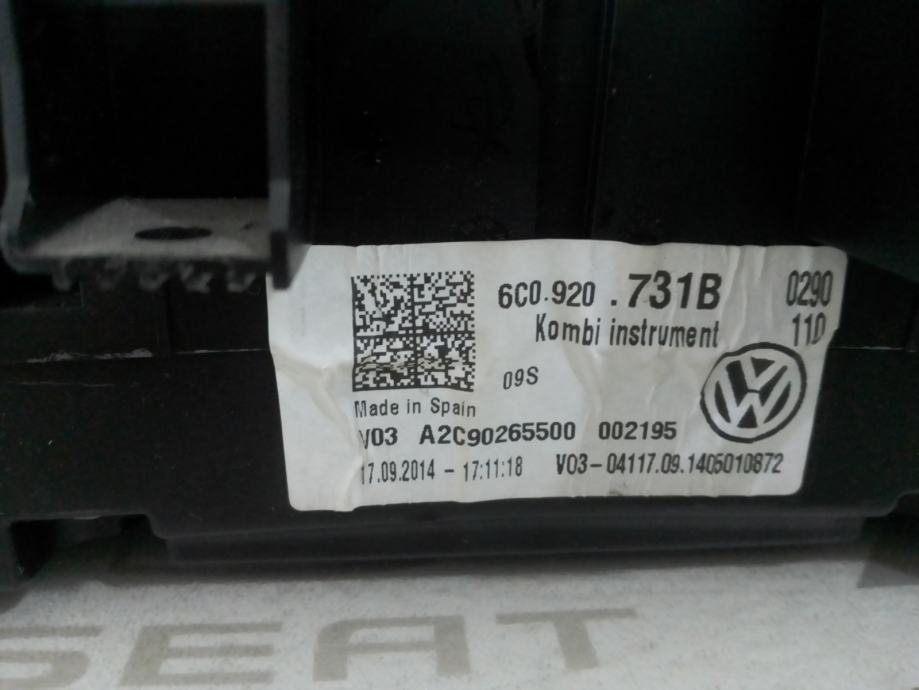 6C0.920 .731B 0290
Kombi instrument 110
09S
Made in Spain
V03 A2C90265500 002195
17.09.2014 - 17:11:18 V03-04117.09.1405010872
SEAT